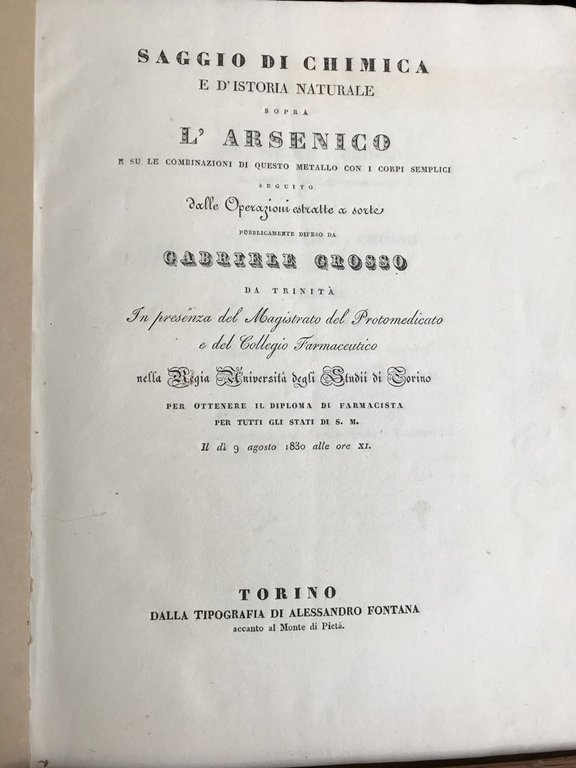 SAGGIO DI CHIMICA
E D'ISTORIA NATURALE
SOPRA
L' ARSENICO
E SU LE COMBINAZIONI DI QUESTO METALLO CON I CORPI SEMPLICI
SEGUITO
dalle Operazioni estratte a sorte
PUBBLICAMENTE DIFESO DA
GABRIELE GROSSO
DA TRINITÀ
In presenza del Magistrato del Protomedicato
e del Collegio Farmaceutico
nella Regia Università degli Studii di Torino
PER OTTENERE IL DIPLOMA DI FARMACISTA
PER TUTTI GLI STATI DI S. M.
Il dì 9 agosto 1830 alle ore XI.
TORINO
DALLA TIPOGRAFIA DI ALESSANDRO FONTANA
accanto al Monte di Pietà.